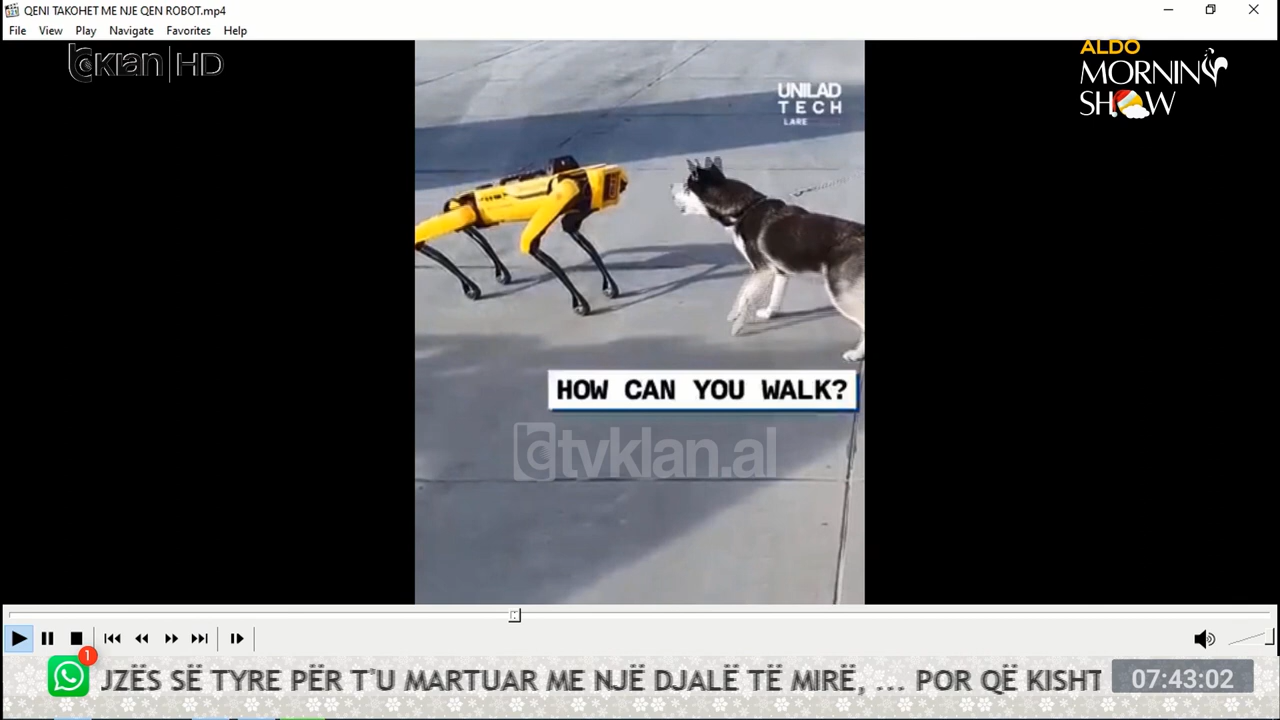 QENI TAKOHET ME NJE QEN ROBOT.mp4
File View Play Navigate Favorites Help
tvklan HD
ALDO
MORNING
SHOW
UNILAD
TECH
HOW CAN YOU WALK?
tvklan.al
1
JZËS SË TYRE PËR T'U MARTUAR ME NJË DJALË TË MIRË, ... POR QË KISHT
07:43:02